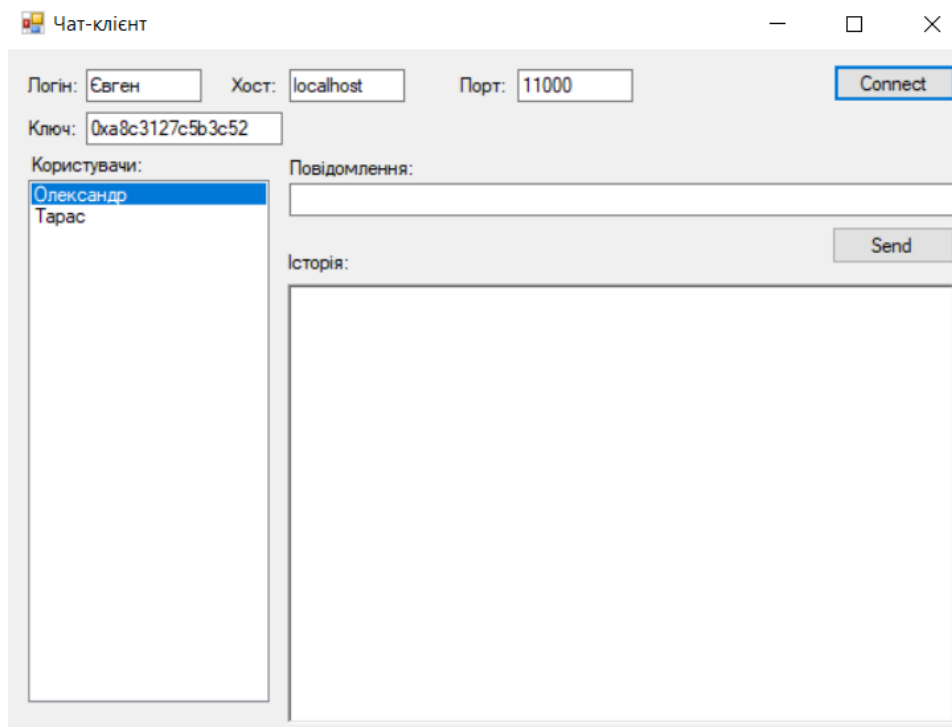 Чат-клієнт
Логін: Євген Хост: localhost Порт: 11000 Connect
Ключ: 0xa8c3127c5b3c52
Користувачи: Повідомлення:
Олександр
Тарас
Send
Історія: